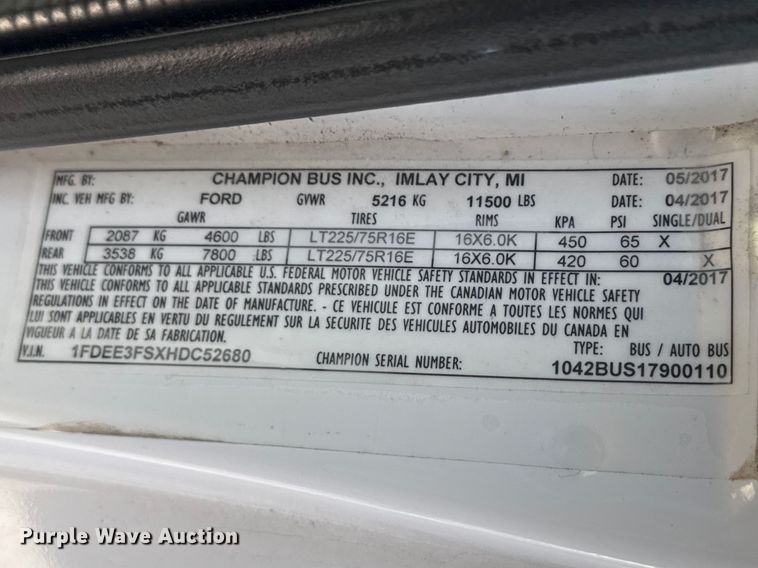 MFG. BY: CHAMPION BUS INC., IMLAY CITY, MI DATE: 05/2017
INC. VEH MFG BY: FORD GVWR 5216 KG 11500 LBS DATE: 04/2017
GAWR TIRES RIMS KPA PSI SINGLE/DUAL
FRONT 2087 KG 4600 LBS LT225/75R16E 16X6.0K 450 65 X
REAR 3538 KG 7800 LBS LT225/75R16E 16X6.0K 420 60 X
THIS VEHICLE CONFORMS TO ALL APPLICABLE U.S. FEDERAL MOTOR VEHICLE SAFETY STANDARDS IN EFFECT IN: 04/2017
THIS VEHICLE CONFORMS TO ALL APPLICABLE STANDARDS PRESCRIBED UNDER THE CANADIAN MOTOR VEHICLE SAFETY
REGULATIONS IN EFFECT ON THE DATE OF MANUFACTURE. - CE VEHICULE EST CONFORME A TOUTES LES NORMES QUI
LUI SONT APPLICABLES EN VERTU DU REGULEMENT SUR LA SECURITE DES VEHICULES AUTOMOBILES DU CANADA EN
VIGUEUR A LA DATE DE SA FABRICATION. TYPE: BUS / AUTO BUS
V.I.N. 1FDEE3FSXHDC52680 CHAMPION SERIAL NUMBER: 1042BUS17900110
Purple Wave Auction